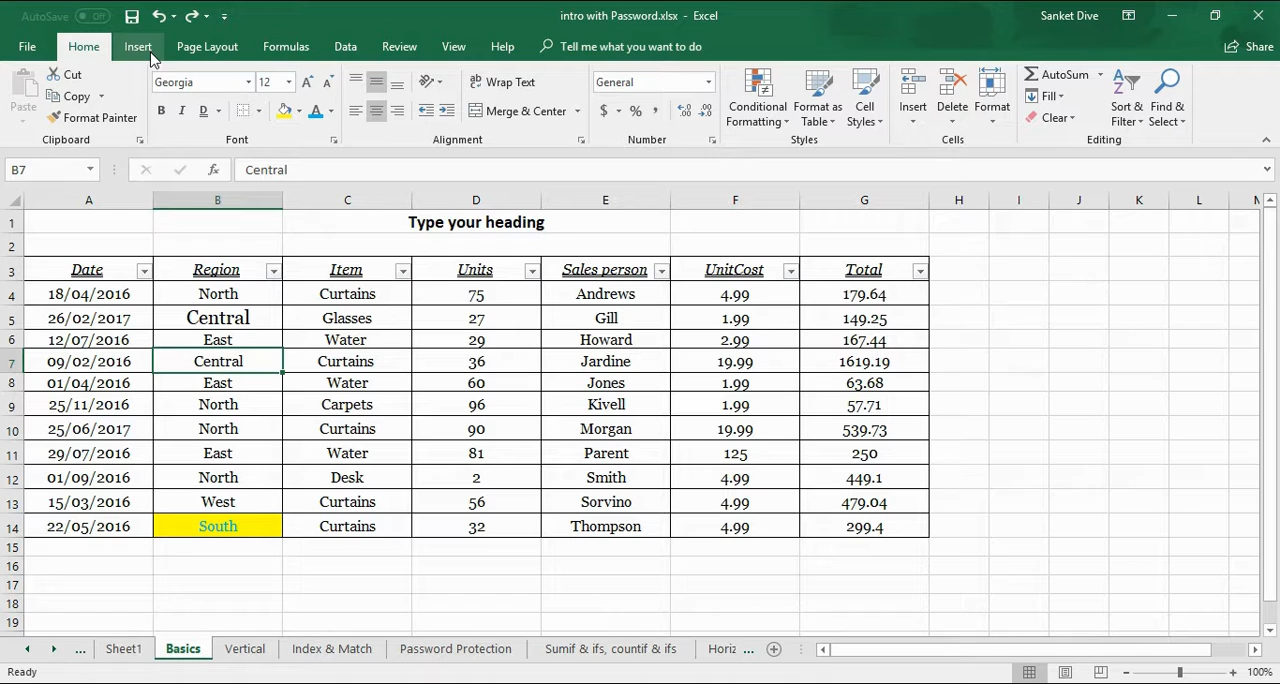 AutoSave Off intro with Password.xlsx - Excel Sanket Dive
File Home Insert Page Layout Formulas Data Review View Help Tell me what you want to do Share
Paste Cut Copy Format Painter
Georgia 12
B I D
Wrap Text
Merge & Center
General
$ % ,
Conditional Formatting Format as Table Cell Styles
Insert Delete Format
AutoSum Fill Clear
Sort & Filter Find & Select
Clipboard Font Alignment Number Styles Cells Editing
B7 fx Central
A B C D E F G H I J K L M
1 Type your heading
2
3 Date Region Item Units Sales person UnitCost Total
4 18/04/2016 North Curtains 75 Andrews 4.99 179.64
5 26/02/2017 Central Glasses 27 Gill 1.99 149.25
6 12/07/2016 East Water 29 Howard 2.99 167.44
7 09/02/2016 Central Curtains 36 Jardine 19.99 1619.19
8 01/04/2016 East Water 60 Jones 1.99 63.68
9 25/11/2016 North Carpets 96 Kivell 1.99 57.71
10 25/06/2017 North Curtains 90 Morgan 19.99 539.73
11 29/07/2016 East Water 81 Parent 125 250
12 01/09/2016 North Desk 2 Smith 4.99 449.1
13 15/03/2016 West Curtains 56 Sorvino 4.99 479.04
14 22/05/2016 South Curtains 32 Thompson 4.99 299.4
15
16
17
18
19
... Sheet1 Basics Vertical Index & Match Password Protection Sumif & ifs, countif & ifs Horiz ...
Ready 100%